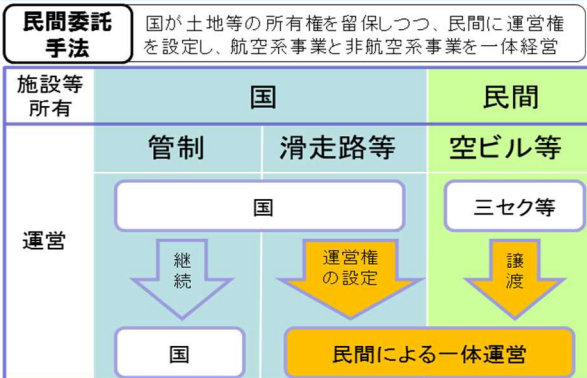 民間委託
手法
国が土地等の所有権を留保しつつ、民間に運営権
を設定し、航空系事業と非航空系事業を一体経営
施設等
所有
国
民間
管制
滑走路等
空ビル等
運営
国
三セク等
継
続
運営権
の設定
譲
渡
国
民間による一体運営